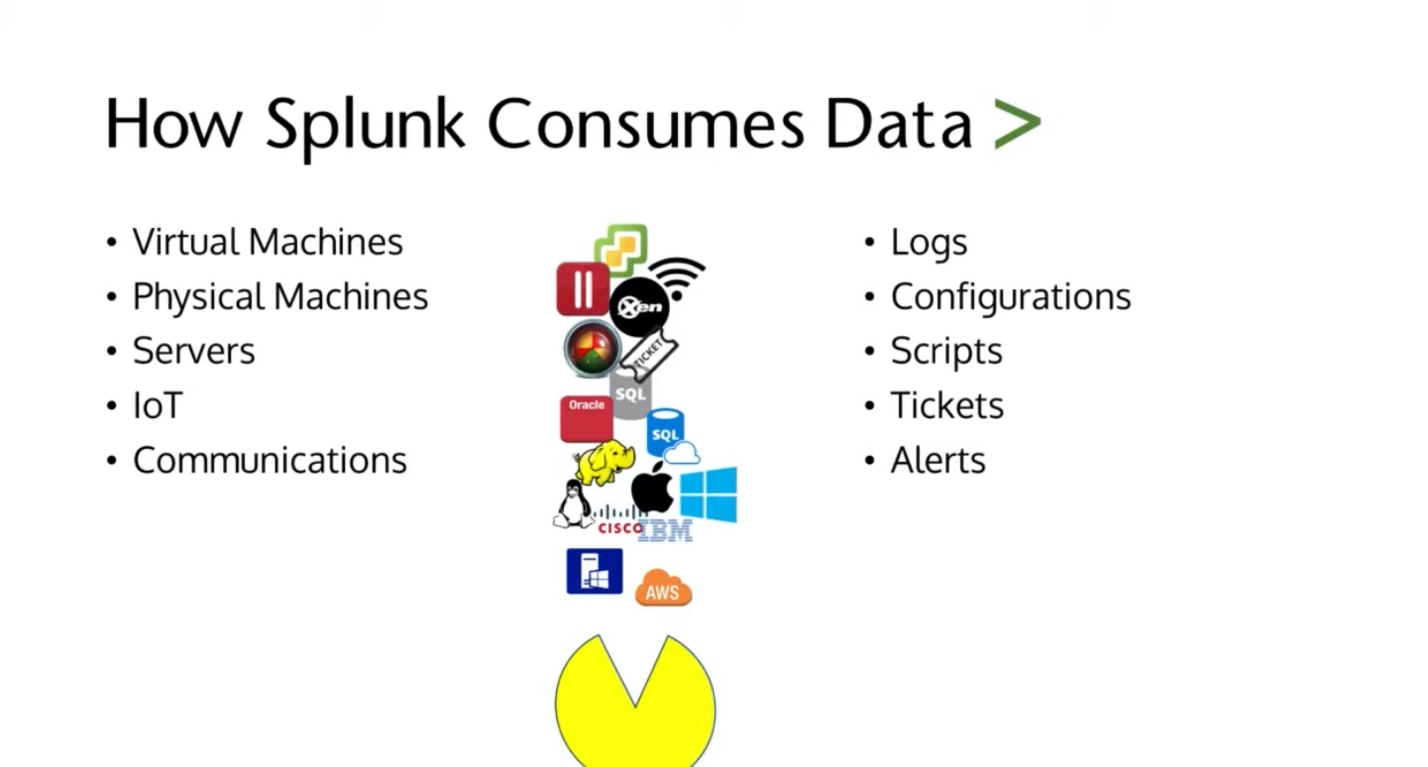 How Splunk Consumes Data >
• Virtual Machines
• Physical Machines
• Servers
• IoT
• Communications
Xen
TICKET
SQL
Oracle
SQL
CISCO
IBM
AWS
• Logs
• Configurations
• Scripts
• Tickets
• Alerts